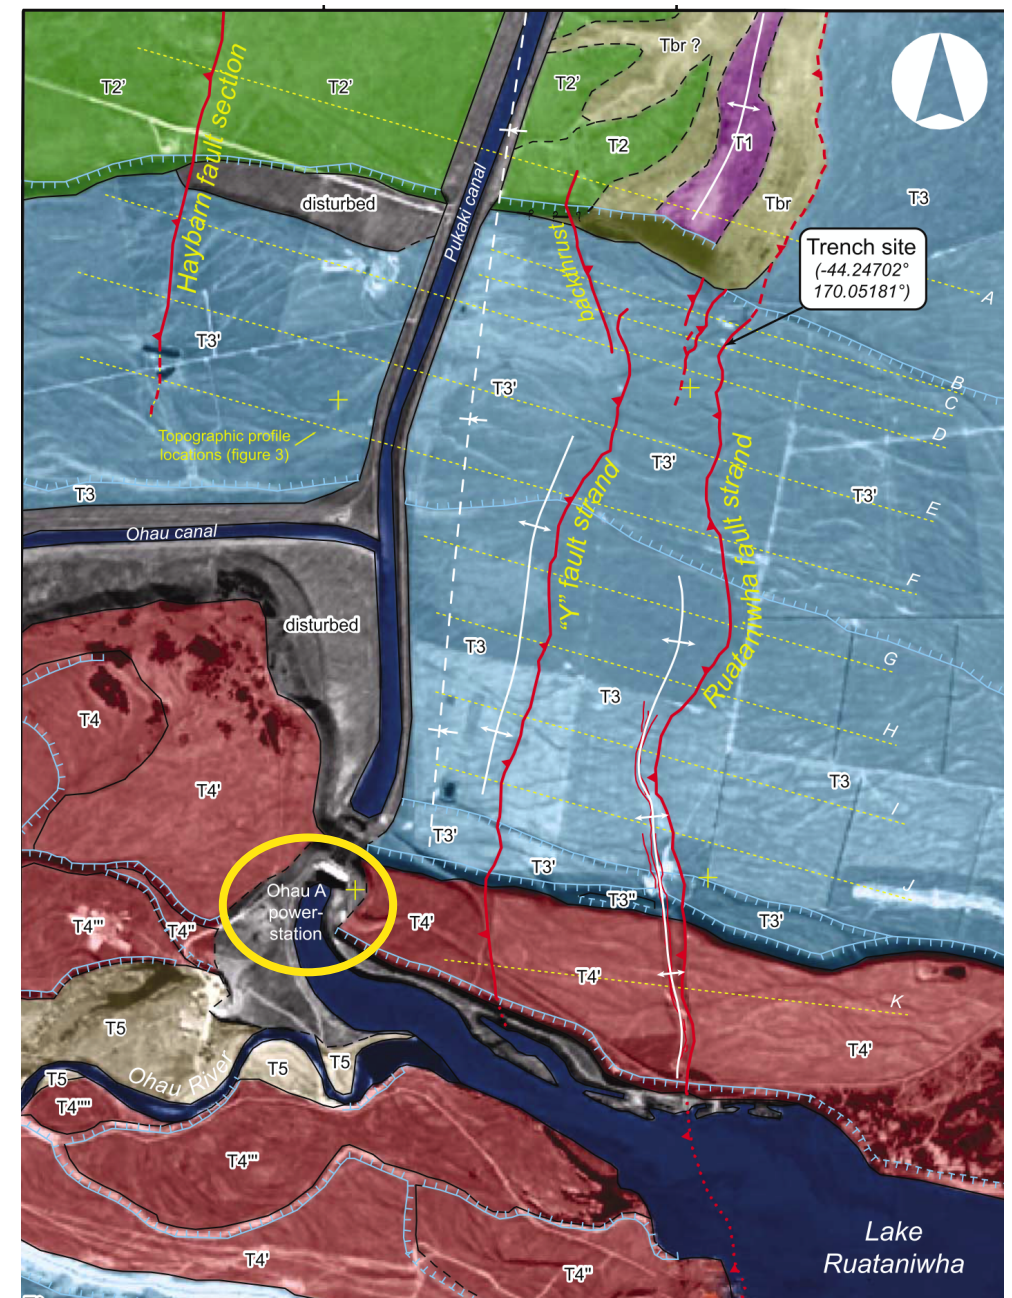 Tbr ?
T2'
T2'
T2'
T2
T1
Haybarn fault section
T3
disturbed
Tbr
Pukaki canal
backthrust
Trench site
(-44.24702°
170.05181°)
A
T3'
B
T3'
C
D
Topographic profile
locations (figure 3)
T3'
T3
T3'
E
Ohau canal
"Y" fault strand
Ruataniwha fault strand
F
disturbed
T3
G
T3
T4
H
T4'
T3
I
T3'
T3'
J
Ohau A
power-
station
T3"
T3'
T4'
T4'''
T4"
T4'
K
T5
T4'
T5
T5
T5
Ohau River
T4''''
T4'''
Lake
Ruataniwha
T4'
T4"